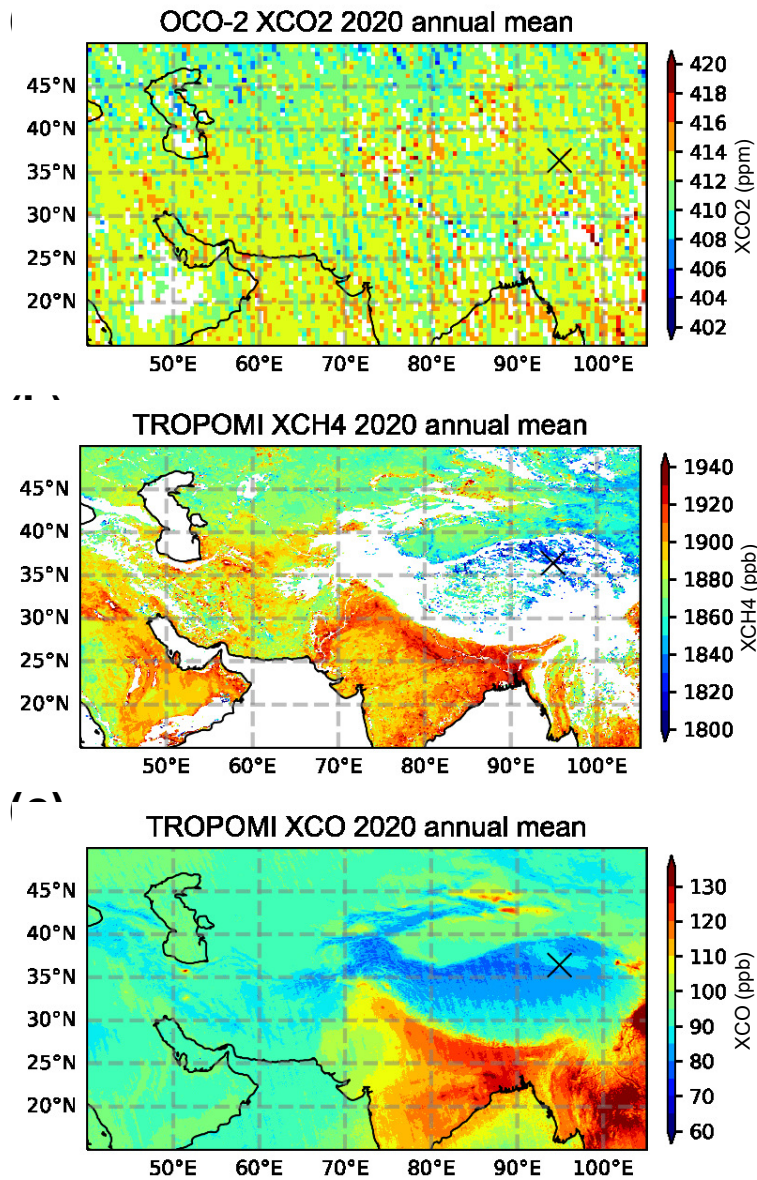 OCO-2 XCO2 2020 annual mean
45°N
40°N
35°N
30°N
25°N
20°N
50°E 60°E 70°E 80°E 90°E 100°E
420
418
416
414
412
410
408
406
404
402
XCO2 (ppm)
TROPOMI XCH4 2020 annual mean
45°N
40°N
35°N
30°N
25°N
20°N
50°E 60°E 70°E 80°E 90°E 100°E
1940
1920
1900
1880
1860
1840
1820
1800
XCH4 (ppb)
TROPOMI XCO 2020 annual mean
45°N
40°N
35°N
30°N
25°N
20°N
50°E 60°E 70°E 80°E 90°E 100°E
130
120
110
100
90
80
70
60
XCO (ppb)